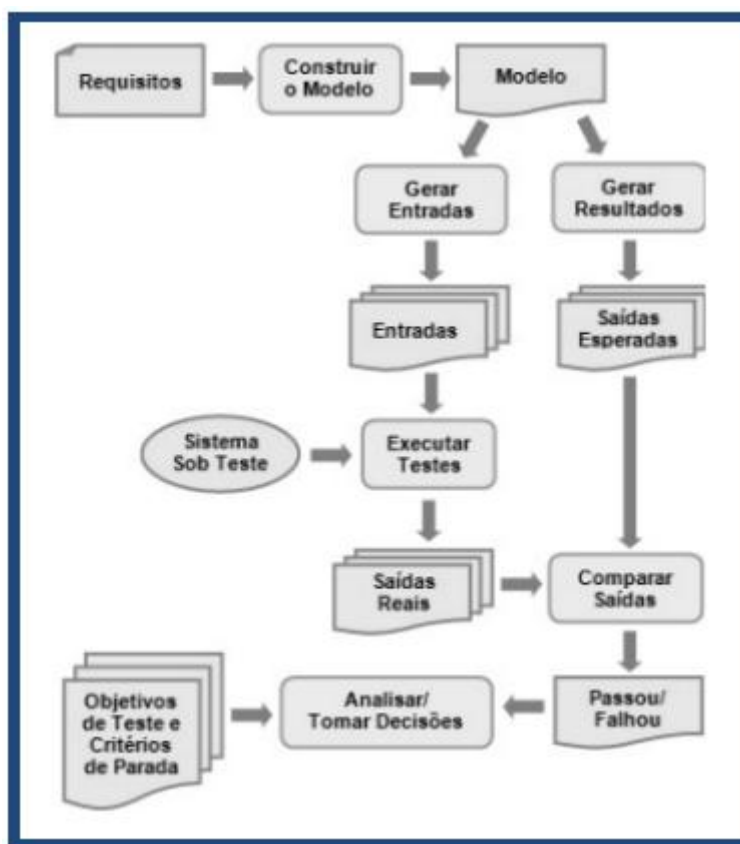 Requisitos
Construir
o Modelo
Modelo
Gerar
Entradas
Gerar
Resultados
Entradas
Saídas
Esperadas
Sistema
Sob Teste
Executar
Testes
Saídas
Reais
Comparar
Saídas
Objetivos
de Teste e
Critérios
de Parada
Analisar/
Tomar Decisões
Passou/
Falhou